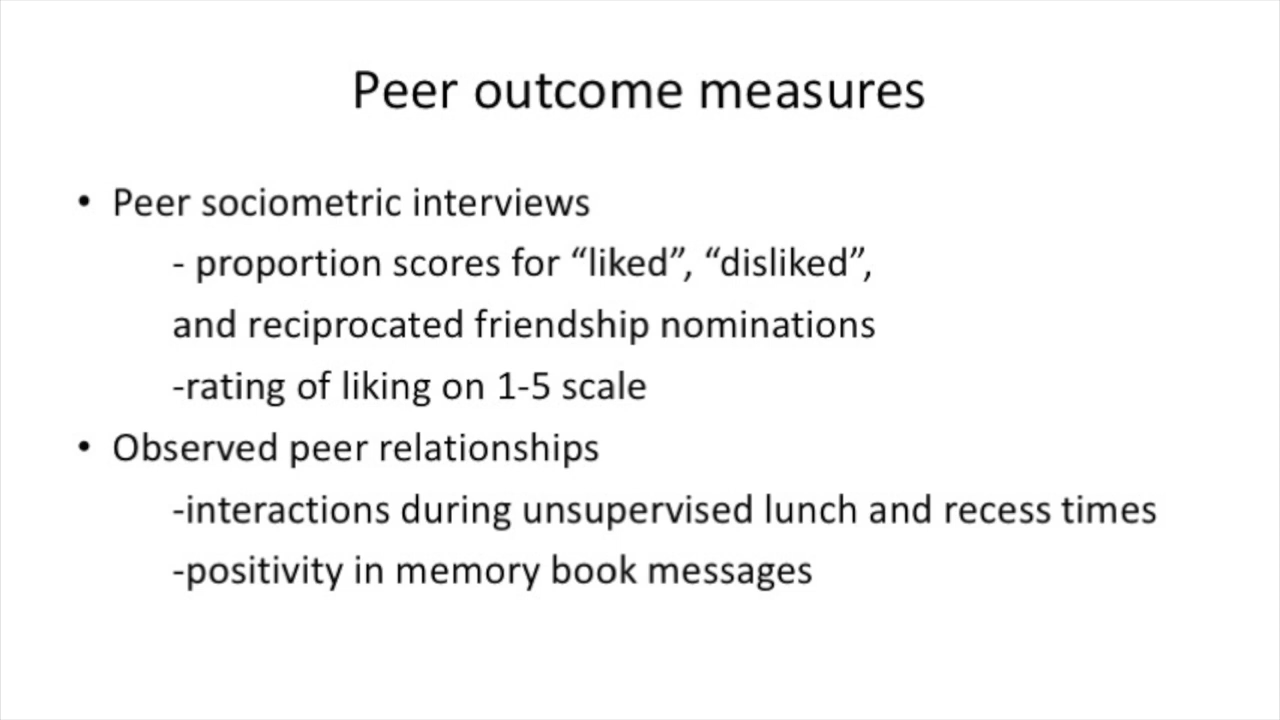 Peer outcome measures
• Peer sociometric interviews
- proportion scores for “liked”, “disliked”,
and reciprocated friendship nominations
-rating of liking on 1-5 scale
• Observed peer relationships
-interactions during unsupervised lunch and recess times
-positivity in memory book messages